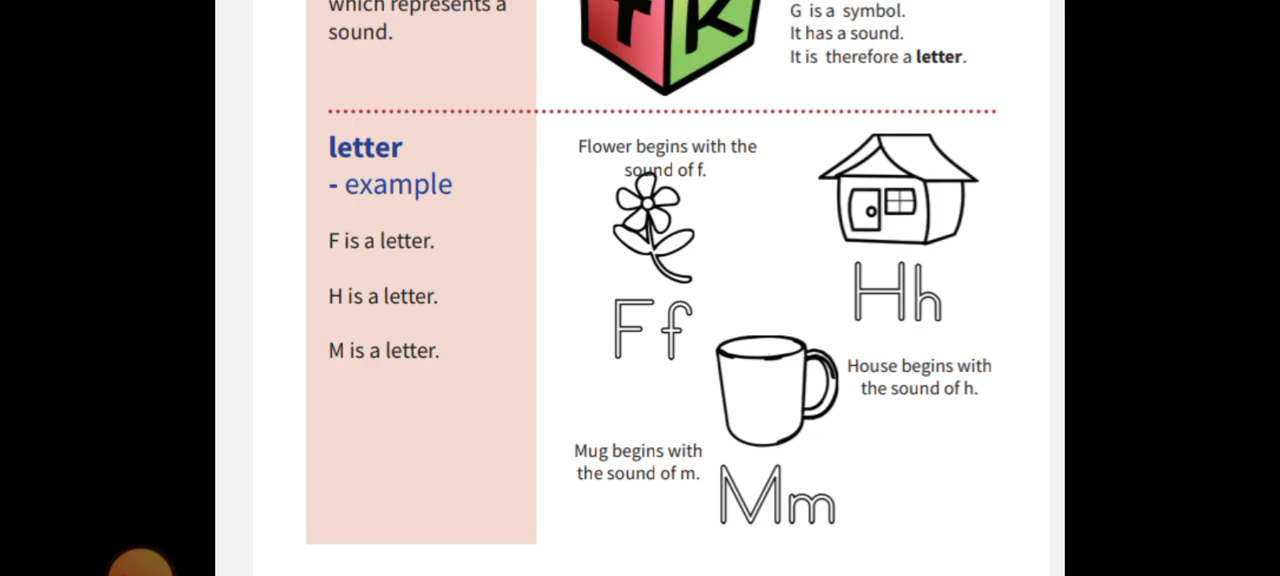 which represents a
sound.
T K
G is a symbol.
It has a sound.
It is therefore a letter.
letter
- example
F is a letter.
H is a letter.
M is a letter.
Flower begins with the
sound of f.
Ff
Hh
House begins with
the sound of h.
Mug begins with
the sound of m.
Mm